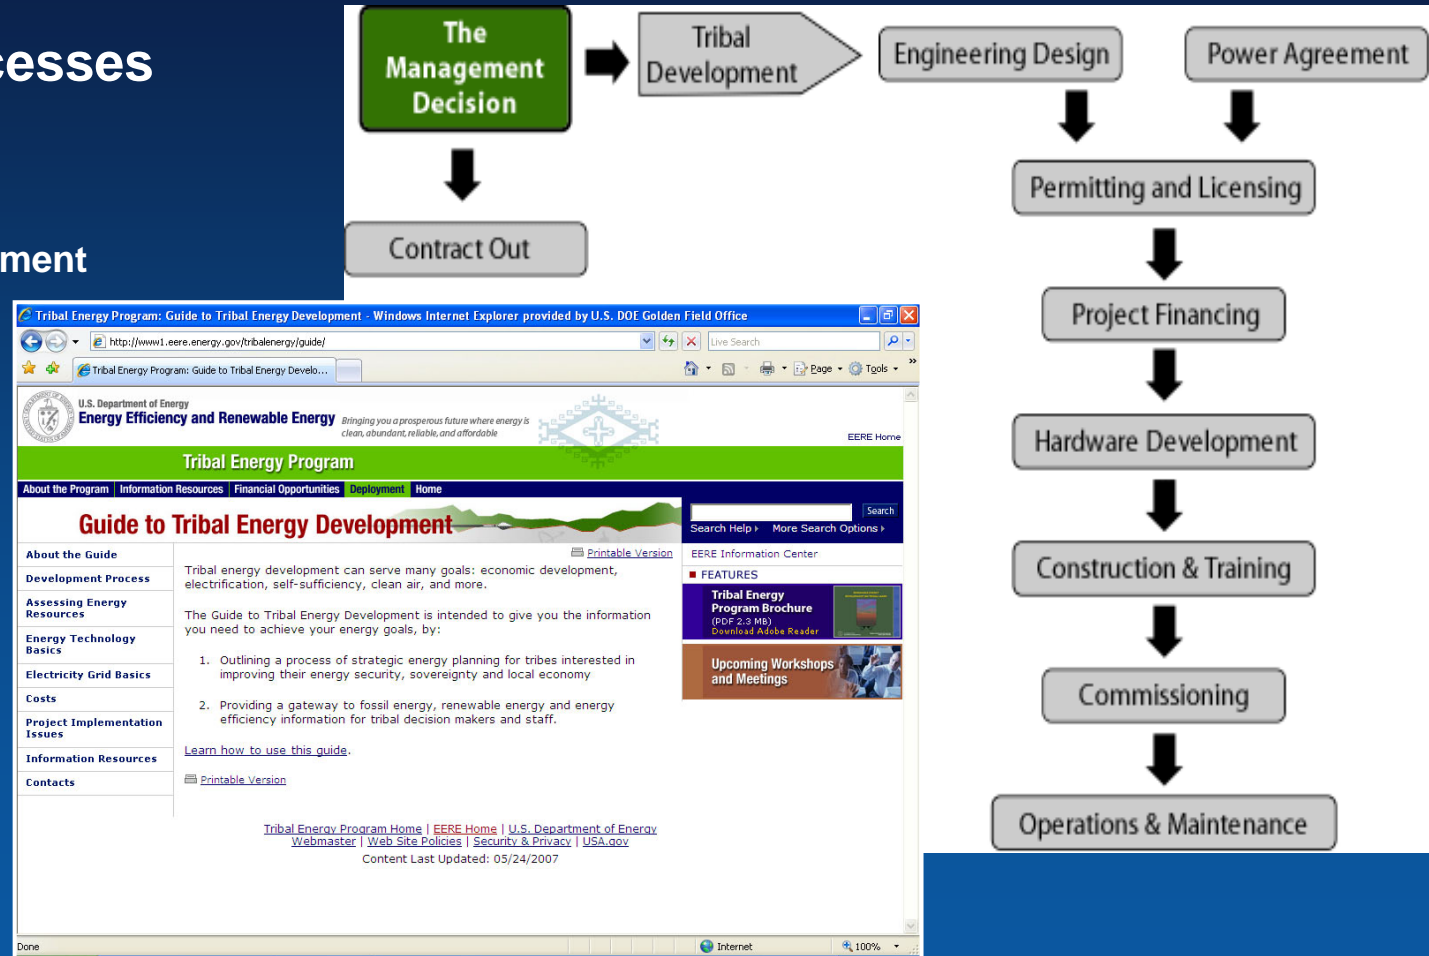 cesses
ment
The
Management
Decision
Tribal
Development
Engineering Design
Power Agreement
Contract Out
Permitting and Licensing
Project Financing
Hardware Development
Construction & Training
Commissioning
Operations & Maintenance
Tribal Energy Program: Guide to Tribal Energy Development - Windows Internet Explorer provided by U.S. DOE Golden Field Office
http://www1.eere.energy.gov/tribalenergy/guide/
Live Search
Tribal Energy Program: Guide to Tribal Energy Develo...
Page
Tools
U.S. Department of Energy
Energy Efficiency and Renewable Energy
Bringing you a prosperous future where energy is
clean, abundant, reliable, and affordable
EERE Home
Tribal Energy Program
About the Program | Information Resources | Financial Opportunities | Deployment | Home
Guide to Tribal Energy Development
Search
Search Help
More Search Options
About the Guide
Development Process
Assessing Energy
Resources
Energy Technology
Basics
Electricity Grid Basics
Costs
Project Implementation
Issues
Information Resources
Contacts
Printable Version
Tribal energy development can serve many goals: economic development,
electrification, self-sufficiency, clean air, and more.
The Guide to Tribal Energy Development is intended to give you the information
you need to achieve your energy goals, by:
1. Outlining a process of strategic energy planning for tribes interested in
improving their energy security, sovereignty and local economy
2. Providing a gateway to fossil energy, renewable energy and energy
efficiency information for tribal decision makers and staff.
Learn how to use this guide.
Printable Version
EERE Information Center
FEATURES
Tribal Energy
Program Brochure
(PDF 2.3 MB)
Download Adobe Reader
Upcoming Workshops
and Meetings
Tribal Energy Program Home | EERE Home | U.S. Department of Energy
Webmaster | Web Site Policies | Security & Privacy | USA.gov
Content Last Updated: 05/24/2007
Done
Internet
100%